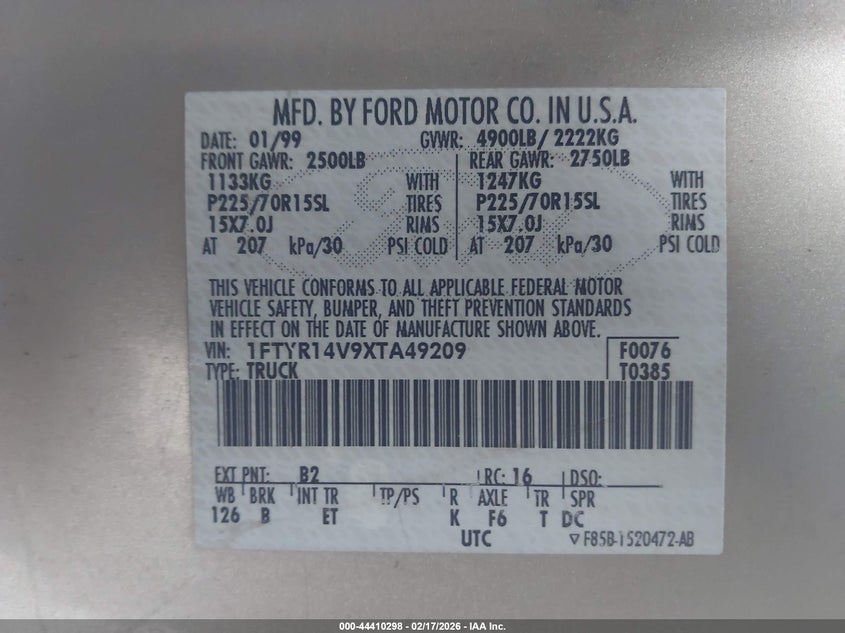 MFD. BY FORD MOTOR CO. IN U.S.A.
DATE: 01/99 GVWR: 4900LB/ 2222KG
FRONT GAWR: 2500LB REAR GAWR: 2750LB
1133KG WITH 1247KG WITH
P225/70R15SL TIRES P225/70R15SL TIRES
15X7.0J RIMS 15X7.0J RIMS
AT 207 kPa/30 PSI COLD AT 207 kPa/30 PSI COLD
THIS VEHICLE CONFORMS TO ALL APPLICABLE FEDERAL MOTOR
VEHICLE SAFETY, BUMPER, AND THEFT PREVENTION STANDARDS
IN EFFECT ON THE DATE OF MANUFACTURE SHOWN ABOVE.
VIN: 1FTYR14V9XTA49209 F0076
TYPE: TRUCK T0385
EXT PNT: B2 RC: 16 DSO:
WB BRK INT TR TP/PS R AXLE TR SPR
126 B ET K F6 T DC
UTC ▽F85B-1520472-AB
000-44410298 - 02/17/2026 - IAA Inc.